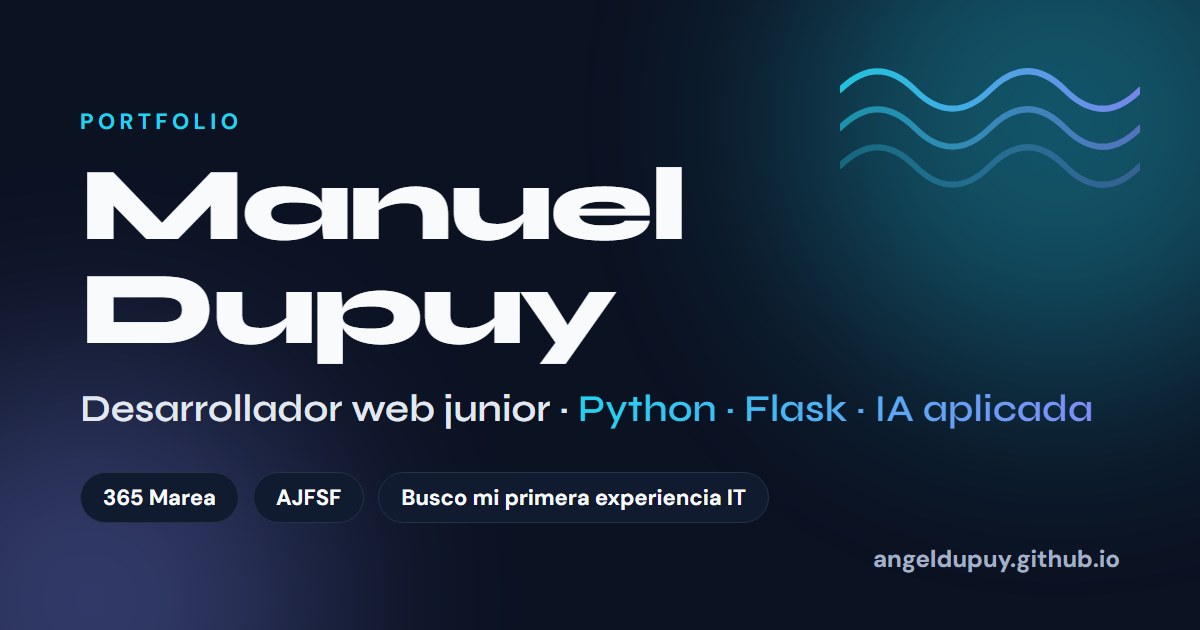 PORTFOLIO
Manuel
Dupuy
Desarrollador web junior · Python · Flask · IA aplicada
365 Marea
AJFSF
Busco mi primera experiencia IT
angeldupuy.github.io